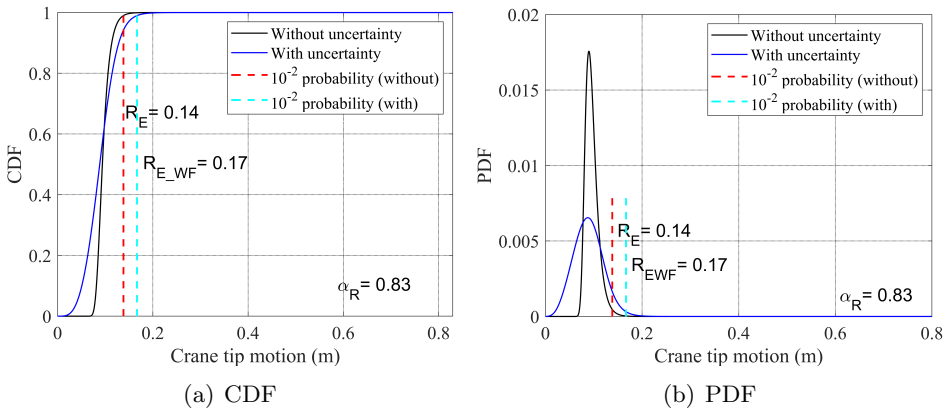 1
0.8
0.6
0.4
0.2
0
CDF
0
0.2
0.4
0.6
0.8
Crane tip motion (m)
Without uncertainty
With uncertainty
10^-2 probability (without)
10^-2 probability (with)
R_E= 0.14
R_E_WF= 0.17
α_R= 0.83
(a) CDF
0.02
0.015
0.01
0.005
0
PDF
0
0.2
0.4
0.6
0.8
Crane tip motion (m)
Without uncertainty
With uncertainty
10^-2 probability (without)
10^-2 probability (with)
R_E= 0.14
R_EWF= 0.17
α_R= 0.83
(b) PDF